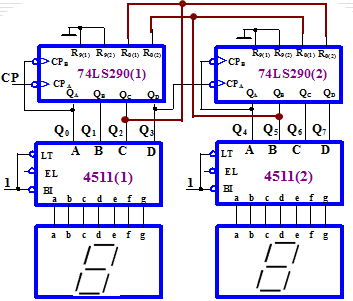 R9(1) R9(2) R0(1) R0(2)
R9(1) R9(2) R0(1) R0(2)
CPB
74LS290(1)
CPB
74LS290(2)
CP
CPA
QA QB QC QD
CPA
QA QB QC QD
Q0 Q1 Q2 Q3
Q4 Q5 Q6 Q7
A B C D
A B C D
LT
EL
BI
4511(1)
1
LT
EL
BI
4511(2)
1
a b c d e f g
a b c d e f g
a b c d e f g
a b c d e f g